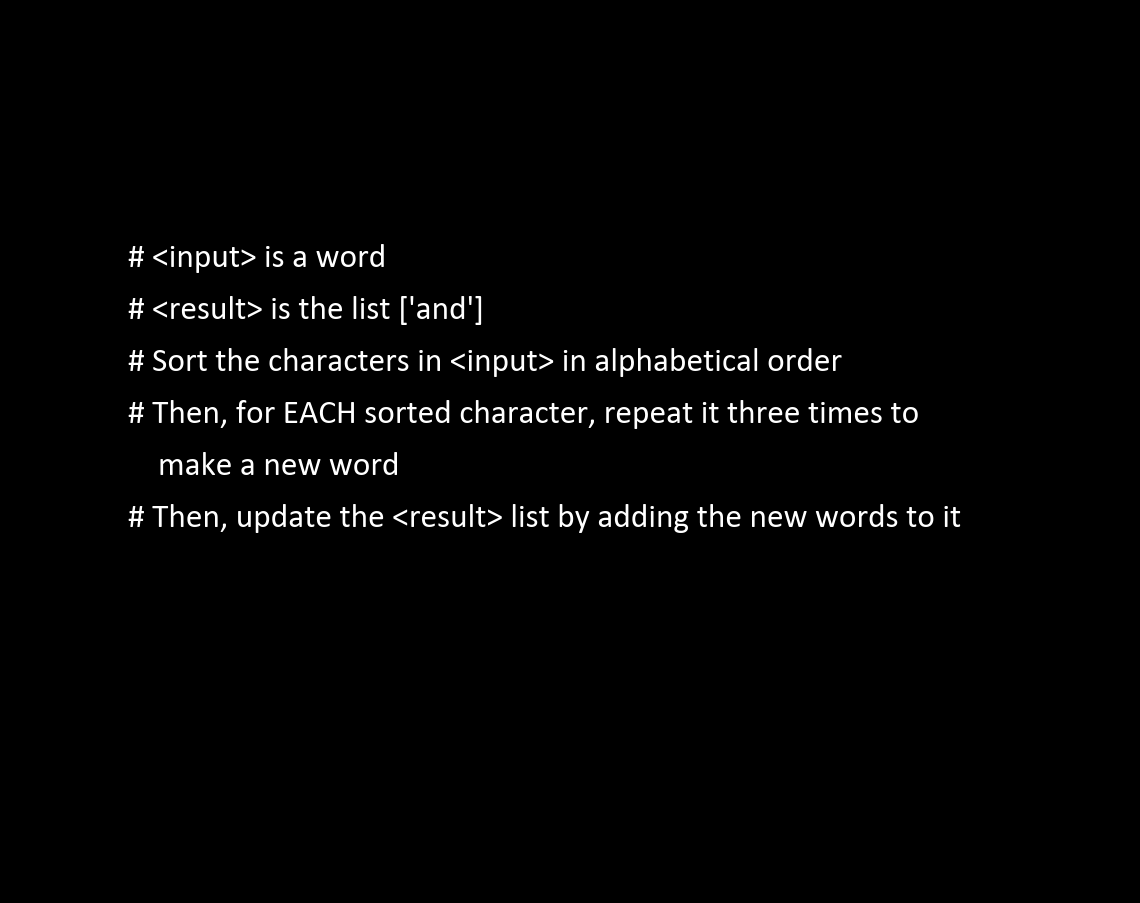 # <input> is a word
# <result> is the list ['and']
# Sort the characters in <input> in alphabetical order
# Then, for EACH sorted character, repeat it three times to
make a new word
# Then, update the <result> list by adding the new words to it